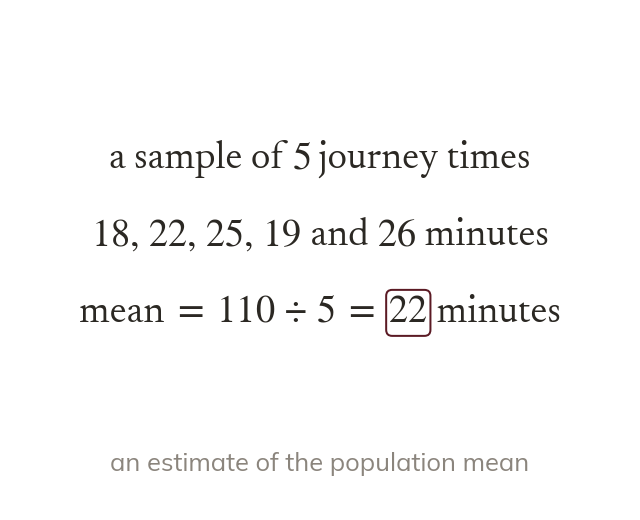 a sample of 5 journey times
18, 22, 25, 19 and 26 minutes
mean = 110 ÷ 5 = 22 minutes
an estimate of the population mean